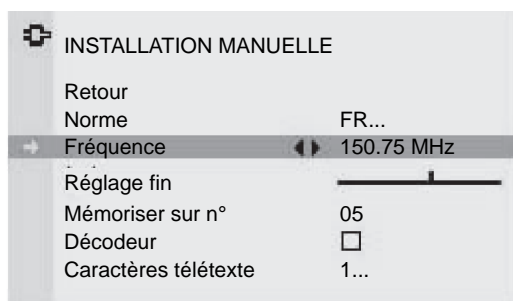 INSTALLATION MANUELLE
Retour
Norme FR...
Fréquence 150.75 MHz
Réglage fin
Mémoriser sur n° 05
Décodeur
Caractères télétexte 1...